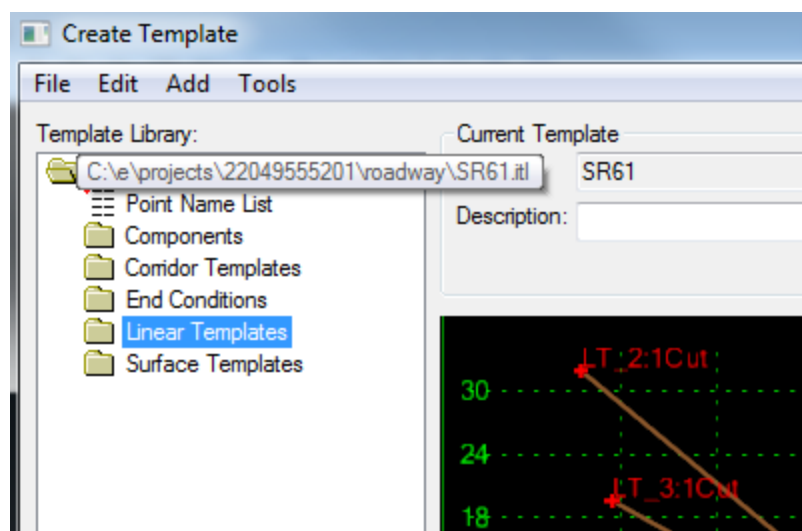 Create Template
File Edit Add Tools
Template Library:
C:\e\projects\22049555201\roadway\SR61.itl
Point Name List
Components
Corridor Templates
End Conditions
Linear Templates
Surface Templates
Current Template
SR61
Description:
LT_2:1Cut
30
24
LT_3:1Cut
18